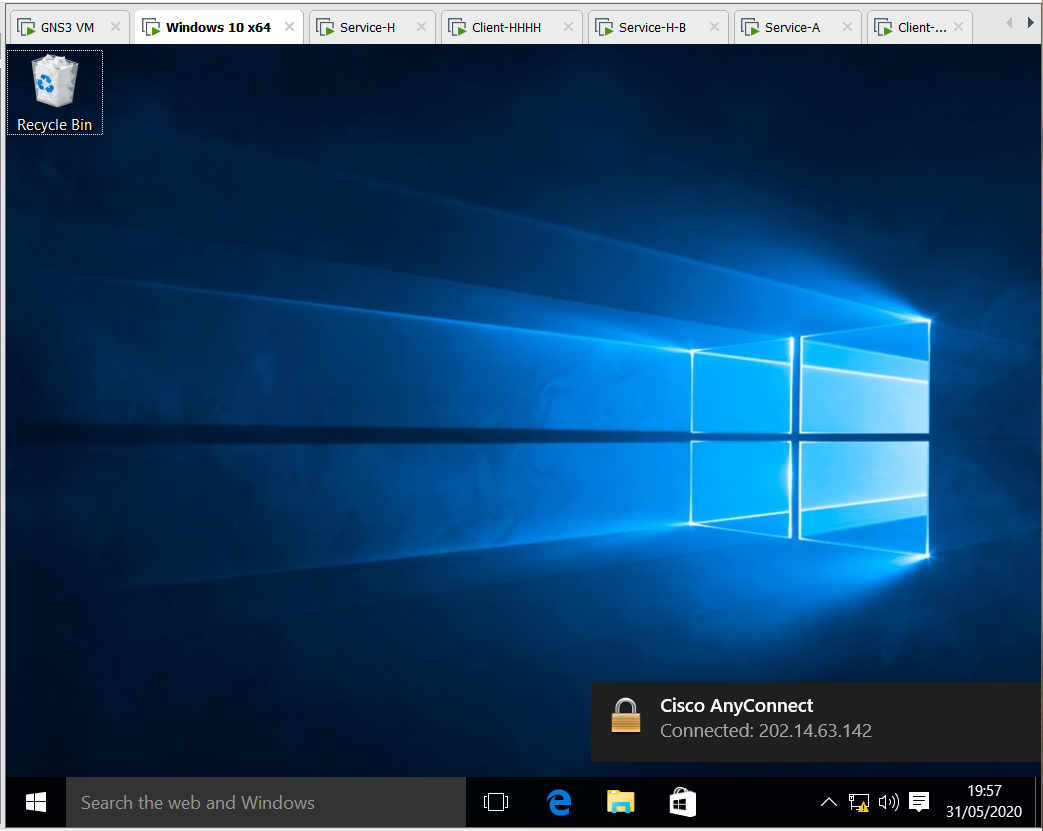 GNS3 VM
Windows 10 x64
Service-H
Client-HHHH
Service-H-B
Service-A
Client-...
Recycle Bin
Cisco AnyConnect
Connected: 202.14.63.142
Search the web and Windows
19:57
31/05/2020